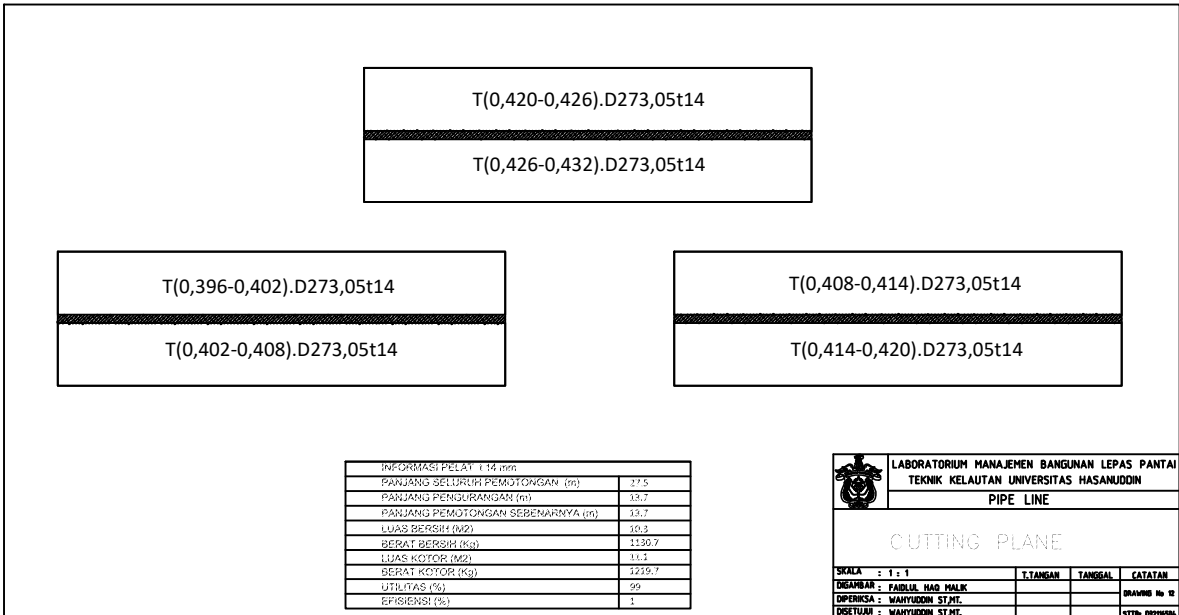 T(0,420-0,426).D273,05t14
T(0,426-0,432).D273,05t14
T(0,396-0,402).D273,05t14
T(0,402-0,408).D273,05t14
T(0,408-0,414).D273,05t14
T(0,414-0,420).D273,05t14
INFORMASI PELAT t 14 mm
PANJANG SELURUH PEMOTONGAN (m) 27.5
PANJANG PENGURANGAN (m) 13.7
PANJANG PEMOTONGAN SEBENARNYA (m) 13.7
LUAS BERSIH (M2) 10.3
BERAT BERSIH (Kg) 1130.7
LUAS KOTOR (M2) 11.1
BERAT KOTOR (Kg) 1219.7
UTILITAS (%) 99
EFISIENSI (%) 1
LABORATORIUM MANAJEMEN BANGUNAN LEPAS PANTAI
TEKNIK KELAUTAN UNIVERSITAS HASANUDDIN
PIPE LINE
CUTTING PLANE
SKALA : 1 : 1 T.TANGAN TANGGAL CATATAN
DIGAMBAR : FAIDLUL HAQ MALIK DRAWING No 12
DIPERIKSA : WAHYUDDIN ST,MT.
DISETUJUI : WAHYUDDIN ST,MT.